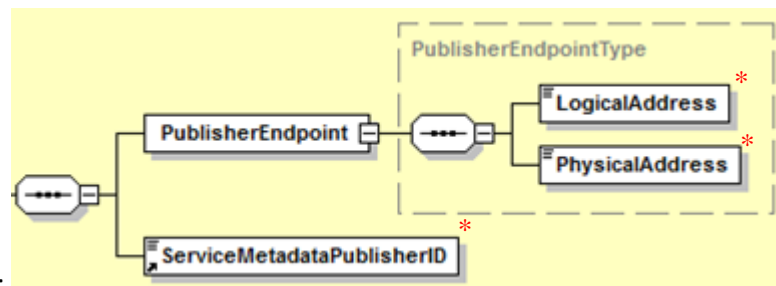 PublisherEndpointType
LogicalAddress *
PublisherEndpoint
PhysicalAddress *
ServiceMetadataPublisherID *